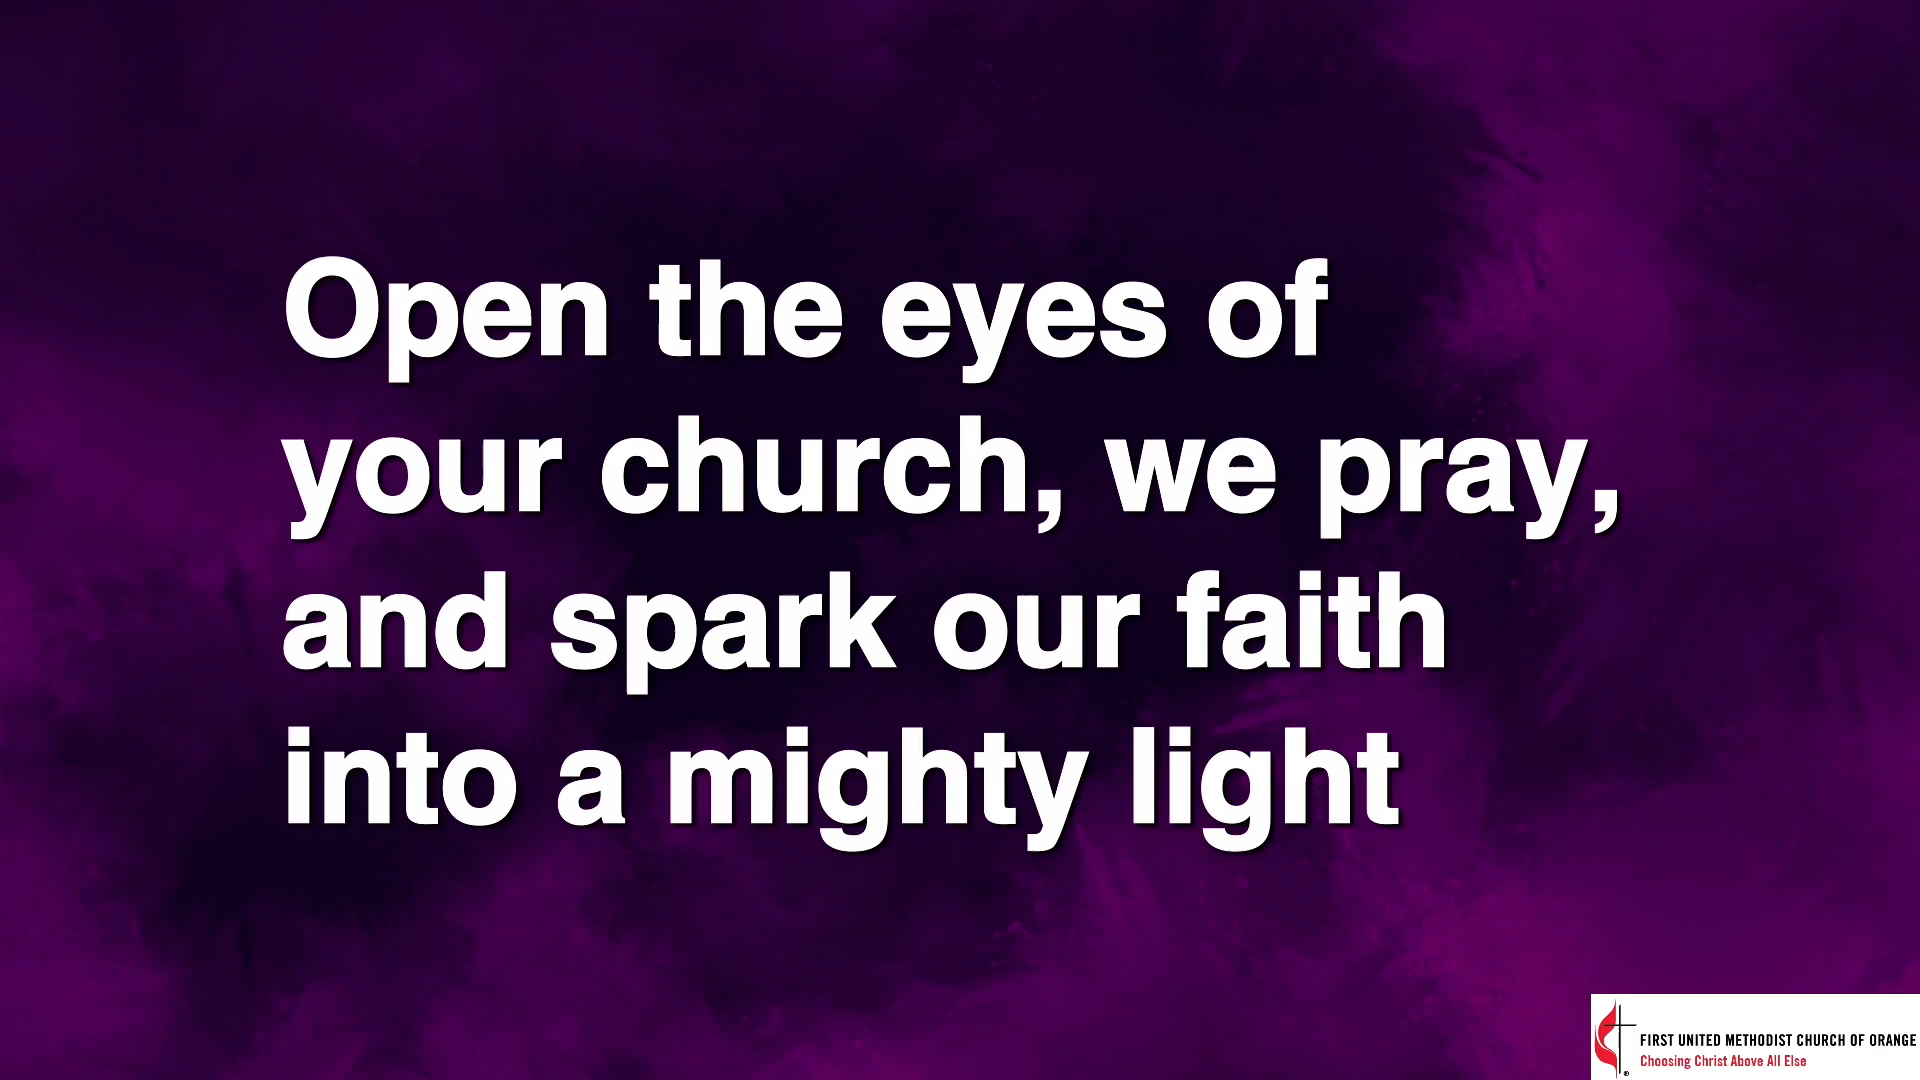 Open the eyes of
your church, we pray,
and spark our faith
into a mighty light
FIRST UNITED METHODIST CHURCH OF ORANGE
Choosing Christ Above All Else
®